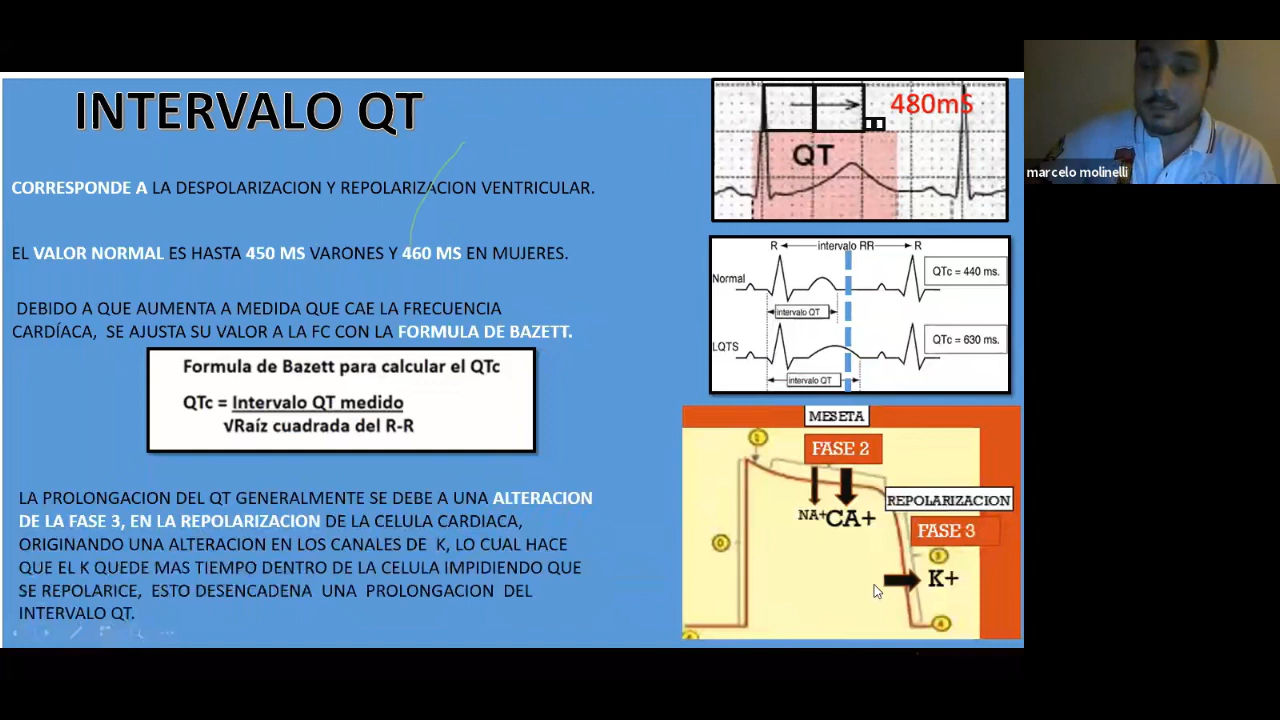 INTERVALO QT
CORRESPONDE A LA DESPOLARIZACION Y REPOLARIZACION VENTRICULAR.
EL VALOR NORMAL ES HASTA 450 MS VARONES Y 460 MS EN MUJERES.
DEBIDO A QUE AUMENTA A MEDIDA QUE CAE LA FRECUENCIA
CARDÍACA, SE AJUSTA SU VALOR A LA FC CON LA FORMULA DE BAZETT.
Formula de Bazett para calcular el QTc
QTc = Intervalo QT medido
√Raíz cuadrada del R-R
LA PROLONGACION DEL QT GENERALMENTE SE DEBE A UNA ALTERACION
DE LA FASE 3, EN LA REPOLARIZACION DE LA CELULA CARDIACA,
ORIGINANDO UNA ALTERACION EN LOS CANALES DE K, LO CUAL HACE
QUE EL K QUEDE MAS TIEMPO DENTRO DE LA CELULA IMPIDIENDO QUE
SE REPOLARICE, ESTO DESENCADENA UNA PROLONGACION DEL
INTERVALO QT.
480mS
QT
R intervalo RR R
Normal
QTc = 440 ms.
intervalo QT
LQTS
QTc = 630 ms.
intervalo QT
MESETA
FASE 2
1
NA+ CA+
REPOLARIZACION
FASE 3
0
3
K+
4
marcelo molinelli